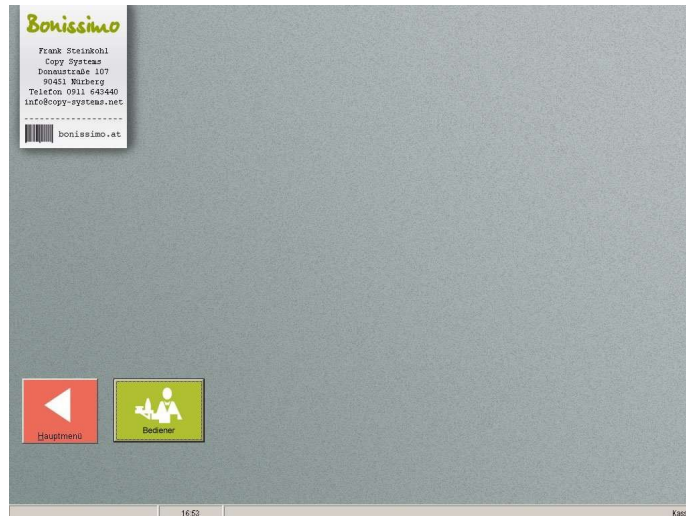 Bonissimo
Frank Steinkohl
Copy Systems
Donaustraße 107
90451 Nürberg
Telefon 0911 643440
info@copy-systems.net
bonissimo.at
Hauptmenü
Bediener
16:53
Kass